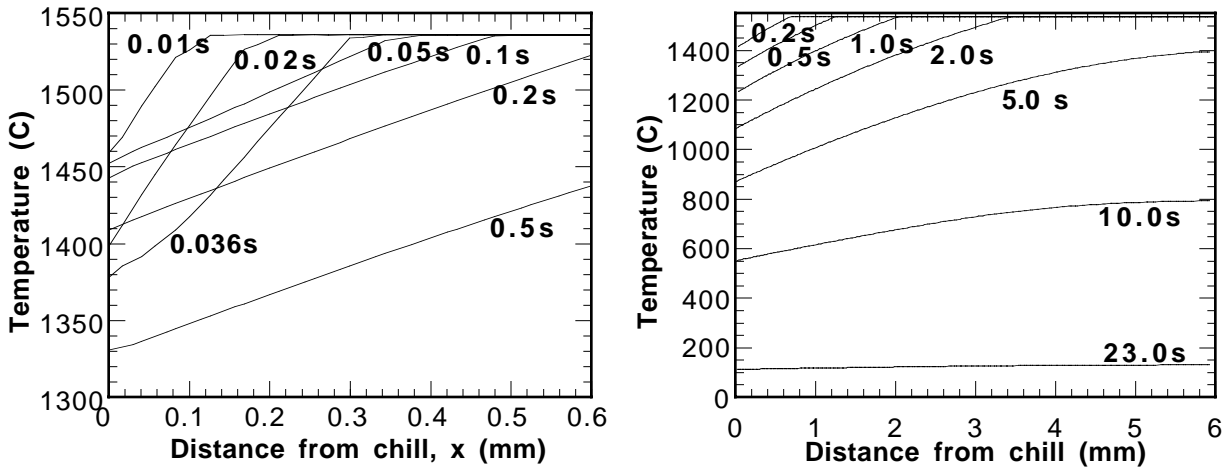 1550
1500
1450
1400
1350
1300
Temperature (C)
0.01s
0.02s
0.05s
0.1s
0.2s
0.036s
0.5s
0 0.1 0.2 0.3 0.4 0.5 0.6
Distance from chill, x (mm)
1400
1200
1000
800
600
400
200
0
Temperature (C)
0.2s
0.5s
1.0s
2.0s
5.0 s
10.0s
23.0s
0 1 2 3 4 5 6
Distance from chill (mm)